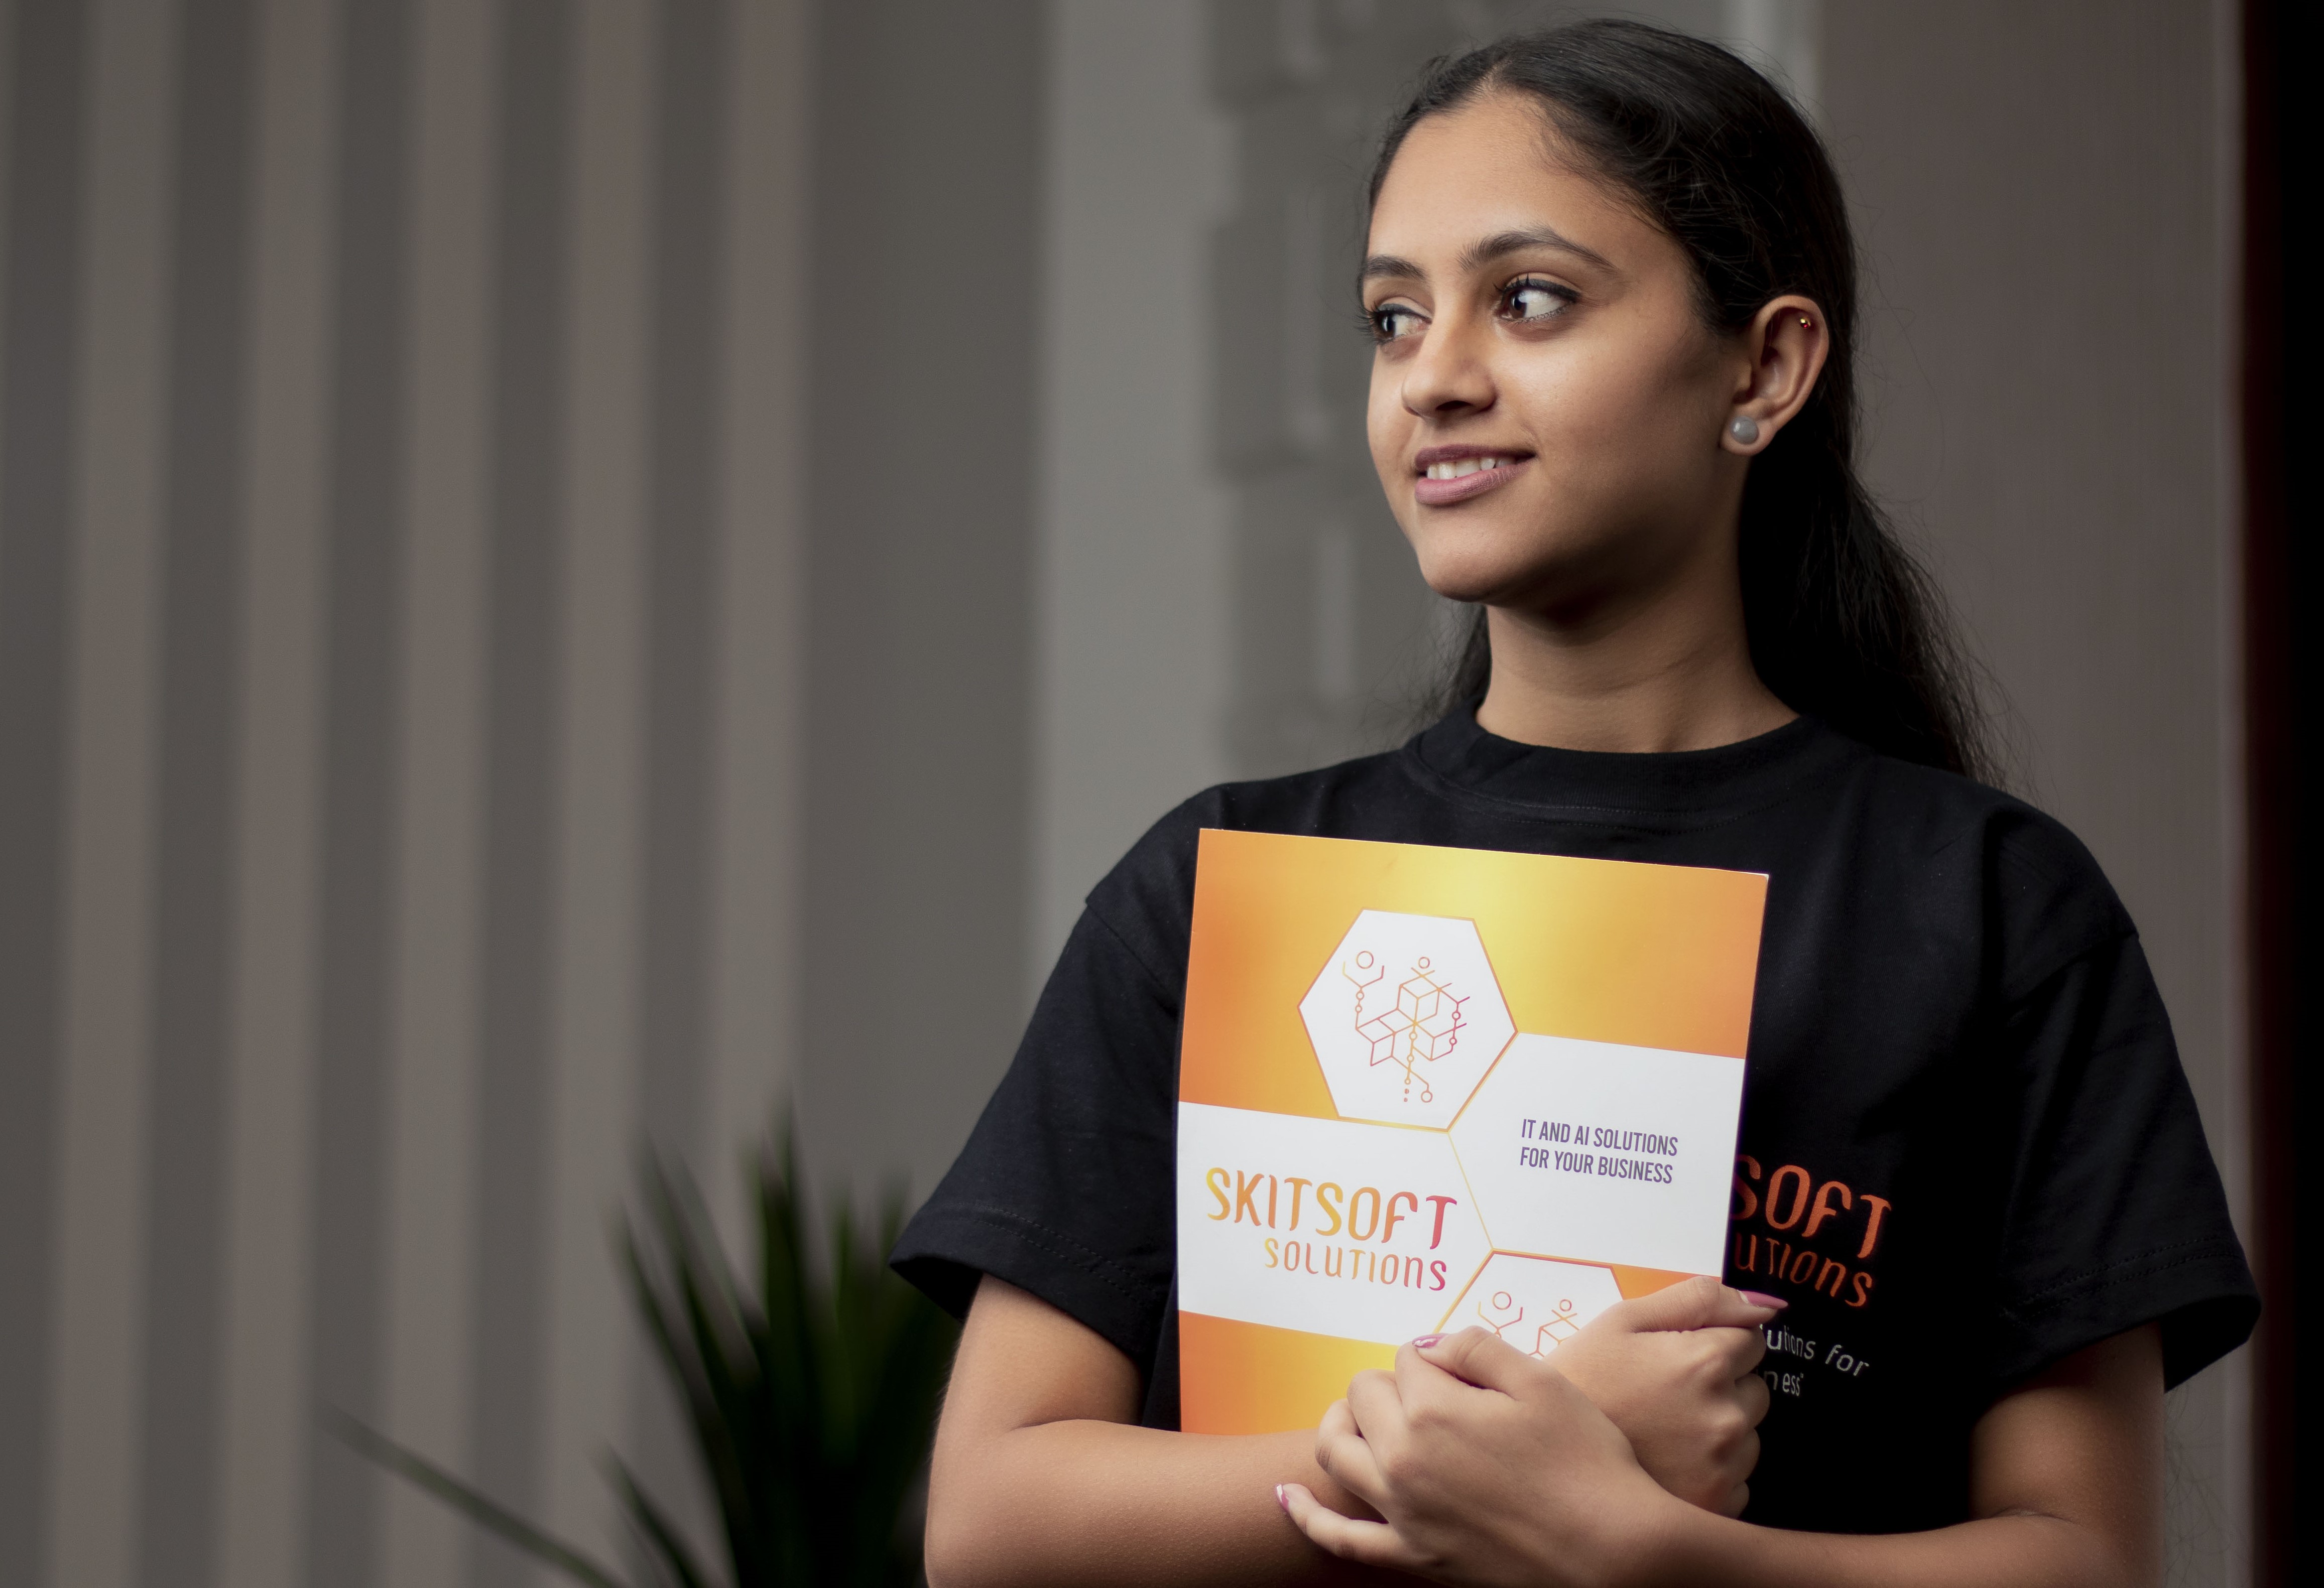 IT AND AI SOLUTIONS
FOR YOUR BUSINESS
SKITSOFT
SOLUTIONS
SOFT
UTIONS
utions for
ness